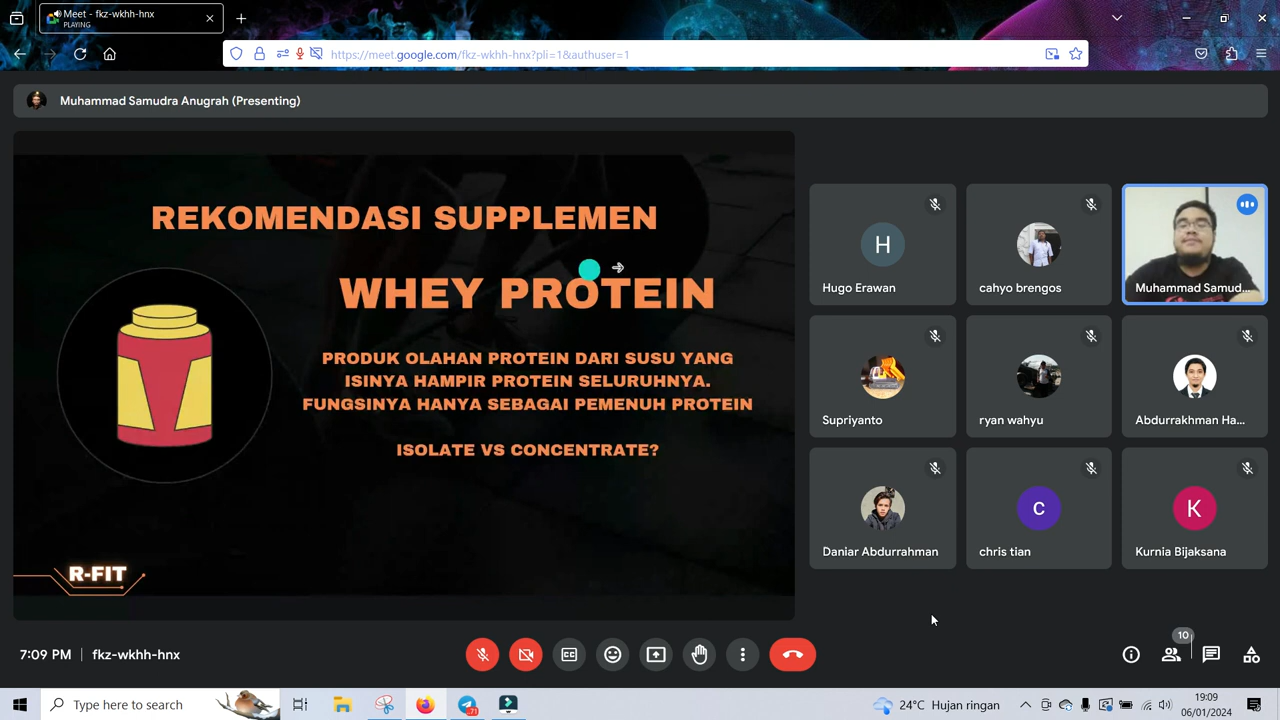 Meet - fkz-wkhh-hnx
PLAYING
https://meet.google.com/fkz-wkhh-hnx?pli=1&authuser=1
Muhammad Samudra Anugrah (Presenting)
REKOMENDASI SUPPLEMEN
WHEY PROTEIN
PRODUK OLAHAN PROTEIN DARI SUSU YANG
ISINYA HAMPIR PROTEIN SELURUHNYA.
FUNGSINYA HANYA SEBAGAI PEMENUH PROTEIN
ISOLATE VS CONCENTRATE?
R-FIT
H
Hugo Erawan
cahyo brengos
Muhammad Samud...
Supriyanto
ryan wahyu
Abdurrakhman Ha...
Daniar Abdurrahman
c
chris tian
K
Kurnia Bijaksana
7:09 PM | fkz-wkhh-hnx
10
Type here to search
71
24°C Hujan ringan
19:09
06/01/2024